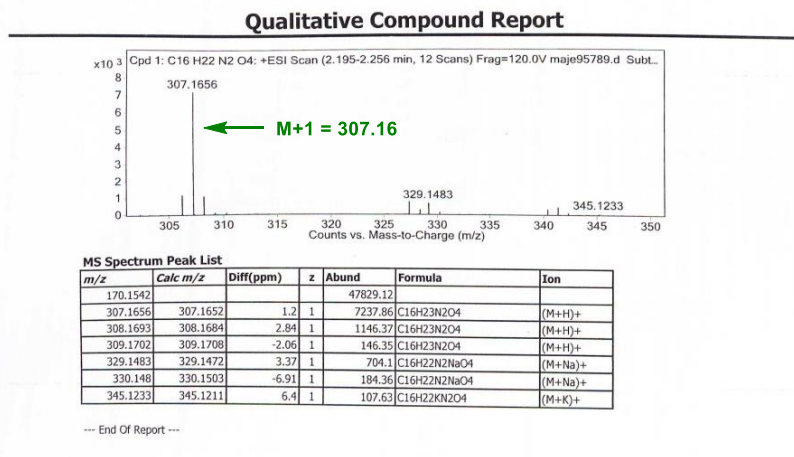 Qualitative Compound Report
x10 3 Cpd 1: C16 H22 N2 O4: +ESI Scan (2.195-2.256 min, 12 Scans) Frag=120.0V maje95789.d Subt...
8
307.1656
7
6
5
M+1 = 307.16
4
3
2
329.1483
1
345.1233
0
305 310 315 320 325 330 335 340 345 350
Counts vs. Mass-to-Charge (m/z)
MS Spectrum Peak List
m/z Calc m/z Diff(ppm) z Abund Formula Ion
170.1542 47829.12
307.1656 307.1652 1.2 1 7237.86 C16H23N2O4 (M+H)+
308.1693 308.1684 2.84 1 1146.37 C16H23N2O4 (M+H)+
309.1702 309.1708 -2.06 1 146.35 C16H23N2O4 (M+H)+
329.1483 329.1472 3.37 1 704.1 C16H22N2NaO4 (M+Na)+
330.148 330.1503 -6.91 1 184.36 C16H22N2NaO4 (M+Na)+
345.1233 345.1211 6.4 1 107.63 C16H22KN2O4 (M+K)+
--- End Of Report ---